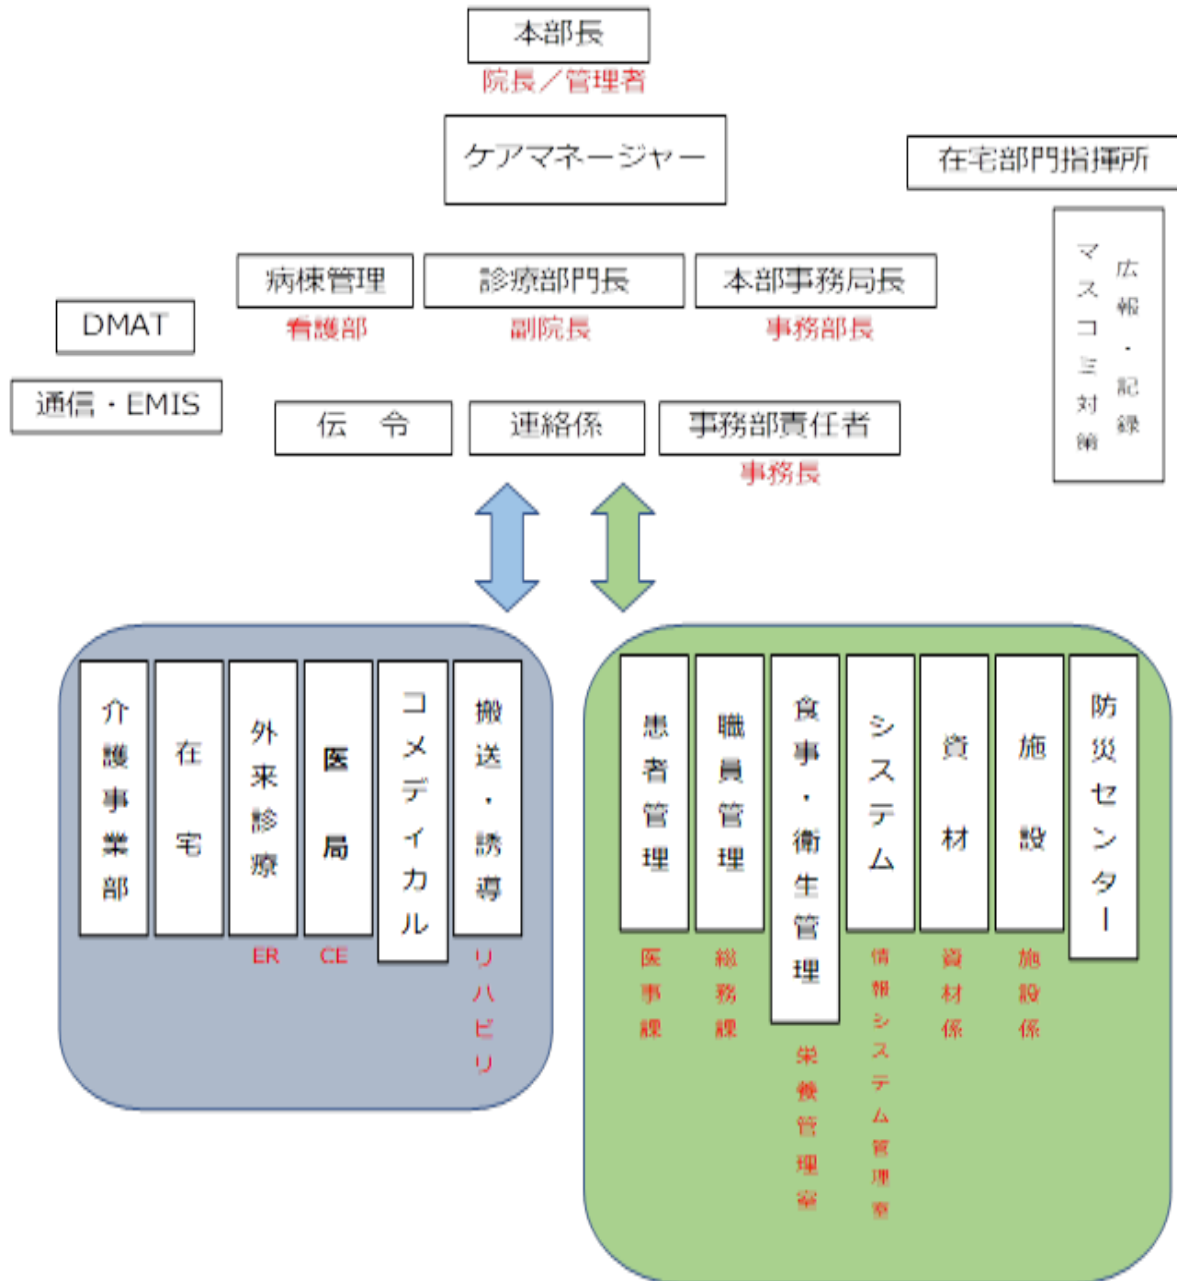 本部長
院長／管理者
ケアマネージャー
在宅部門指揮所
広報・記録
マスコミ対策
病棟管理
看護部
診療部門長
副院長
本部事務局長
事務部長
DMAT
通信・EMIS
伝　令
連絡係
事務部責任者
事務長
介護事業部
在宅
外来診療
ER
医局
CE
コメディカル
搬送・誘導
リハビリ
患者管理
医事課
職員管理
総務課
食事・衛生管理
栄養管理室
システム
情報システム管理室
資材
資材係
施設
施設係
防災センター